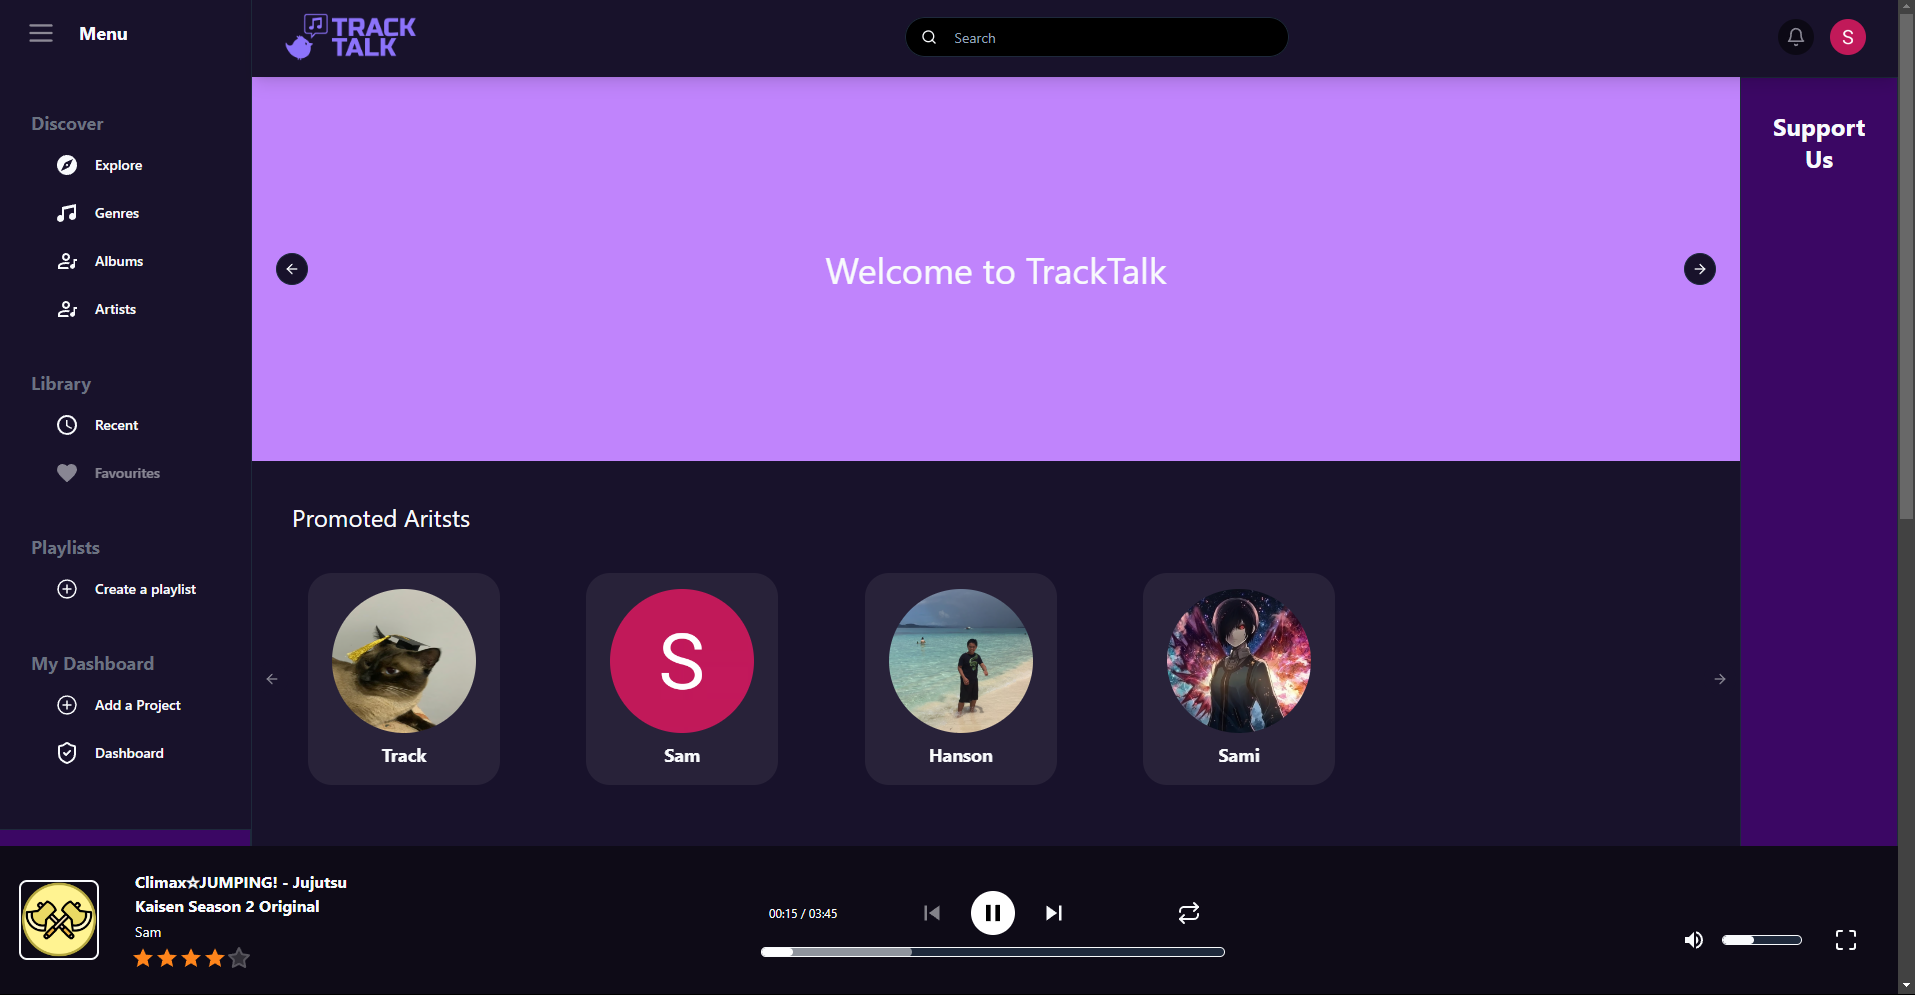 Menu
TRACK
TALK
Search
S
Discover
Explore
Genres
Albums
Artists
Library
Recent
Favourites
Playlists
Create a playlist
My Dashboard
Add a Project
Dashboard
Welcome to TrackTalk
Support
Us
Promoted Aritsts
S
Track
Sam
Hanson
Sami
Climax☆JUMPING! - Jujutsu
Kaisen Season 2 Original
Sam
00:15 / 03:45